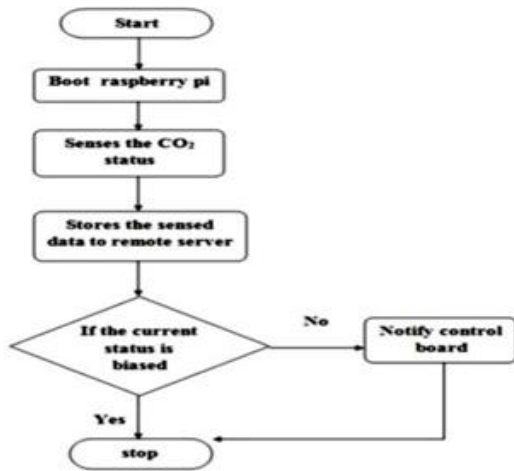 Start
Boot raspberry pi
Senses the CO₂
status
Stores the sensed
data to remote server
If the current
status is
biased
No
Notify control
board
Yes
stop